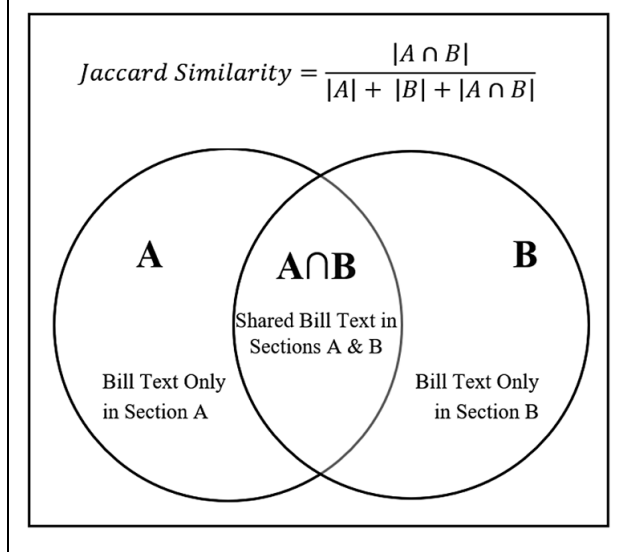 Jaccard Similarity = |A ∩ B| / |A| + |B| + |A ∩ B|
A
A∩B
B
Shared Bill Text in
Sections A & B
Bill Text Only
in Section A
Bill Text Only
in Section B